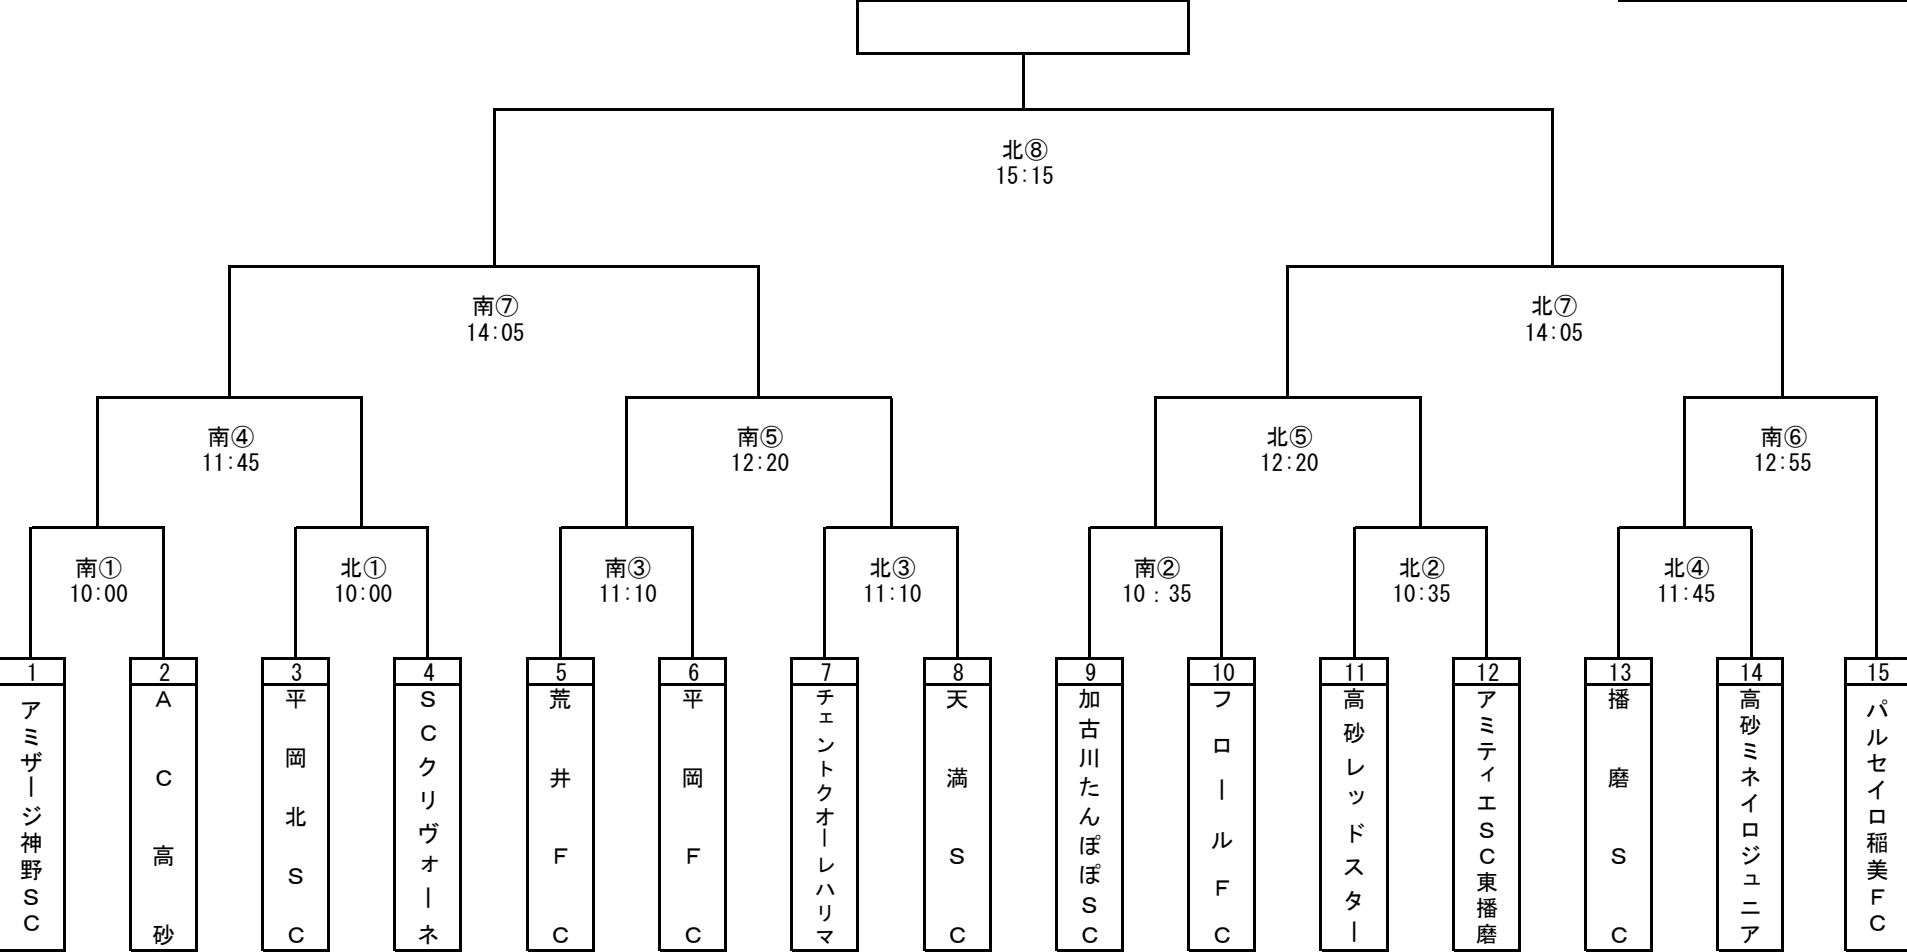 北⑧
15:15
南⑦
14:05
北⑦
14:05
南④
11:45
南⑤
12:20
北⑤
12:20
南⑥
12:55
南①
10:00
北①
10:00
南③
11:10
北③
11:10
南②
10：35
北②
10:35
北④
11:45
1
アミザージ神野SC
2
AC高砂
3
平岡北SC
4
SCクリヴォーネ
5
荒井FC
6
平岡FC
7
チェントクオーレハリマ
8
天満SC
9
加古川たんぽぽSC
10
フロールFC
11
高砂レッドスター
12
アミティエSC東播磨
13
播磨SC
14
高砂ミネイロジュニア
15
パルセイロ稲美FC